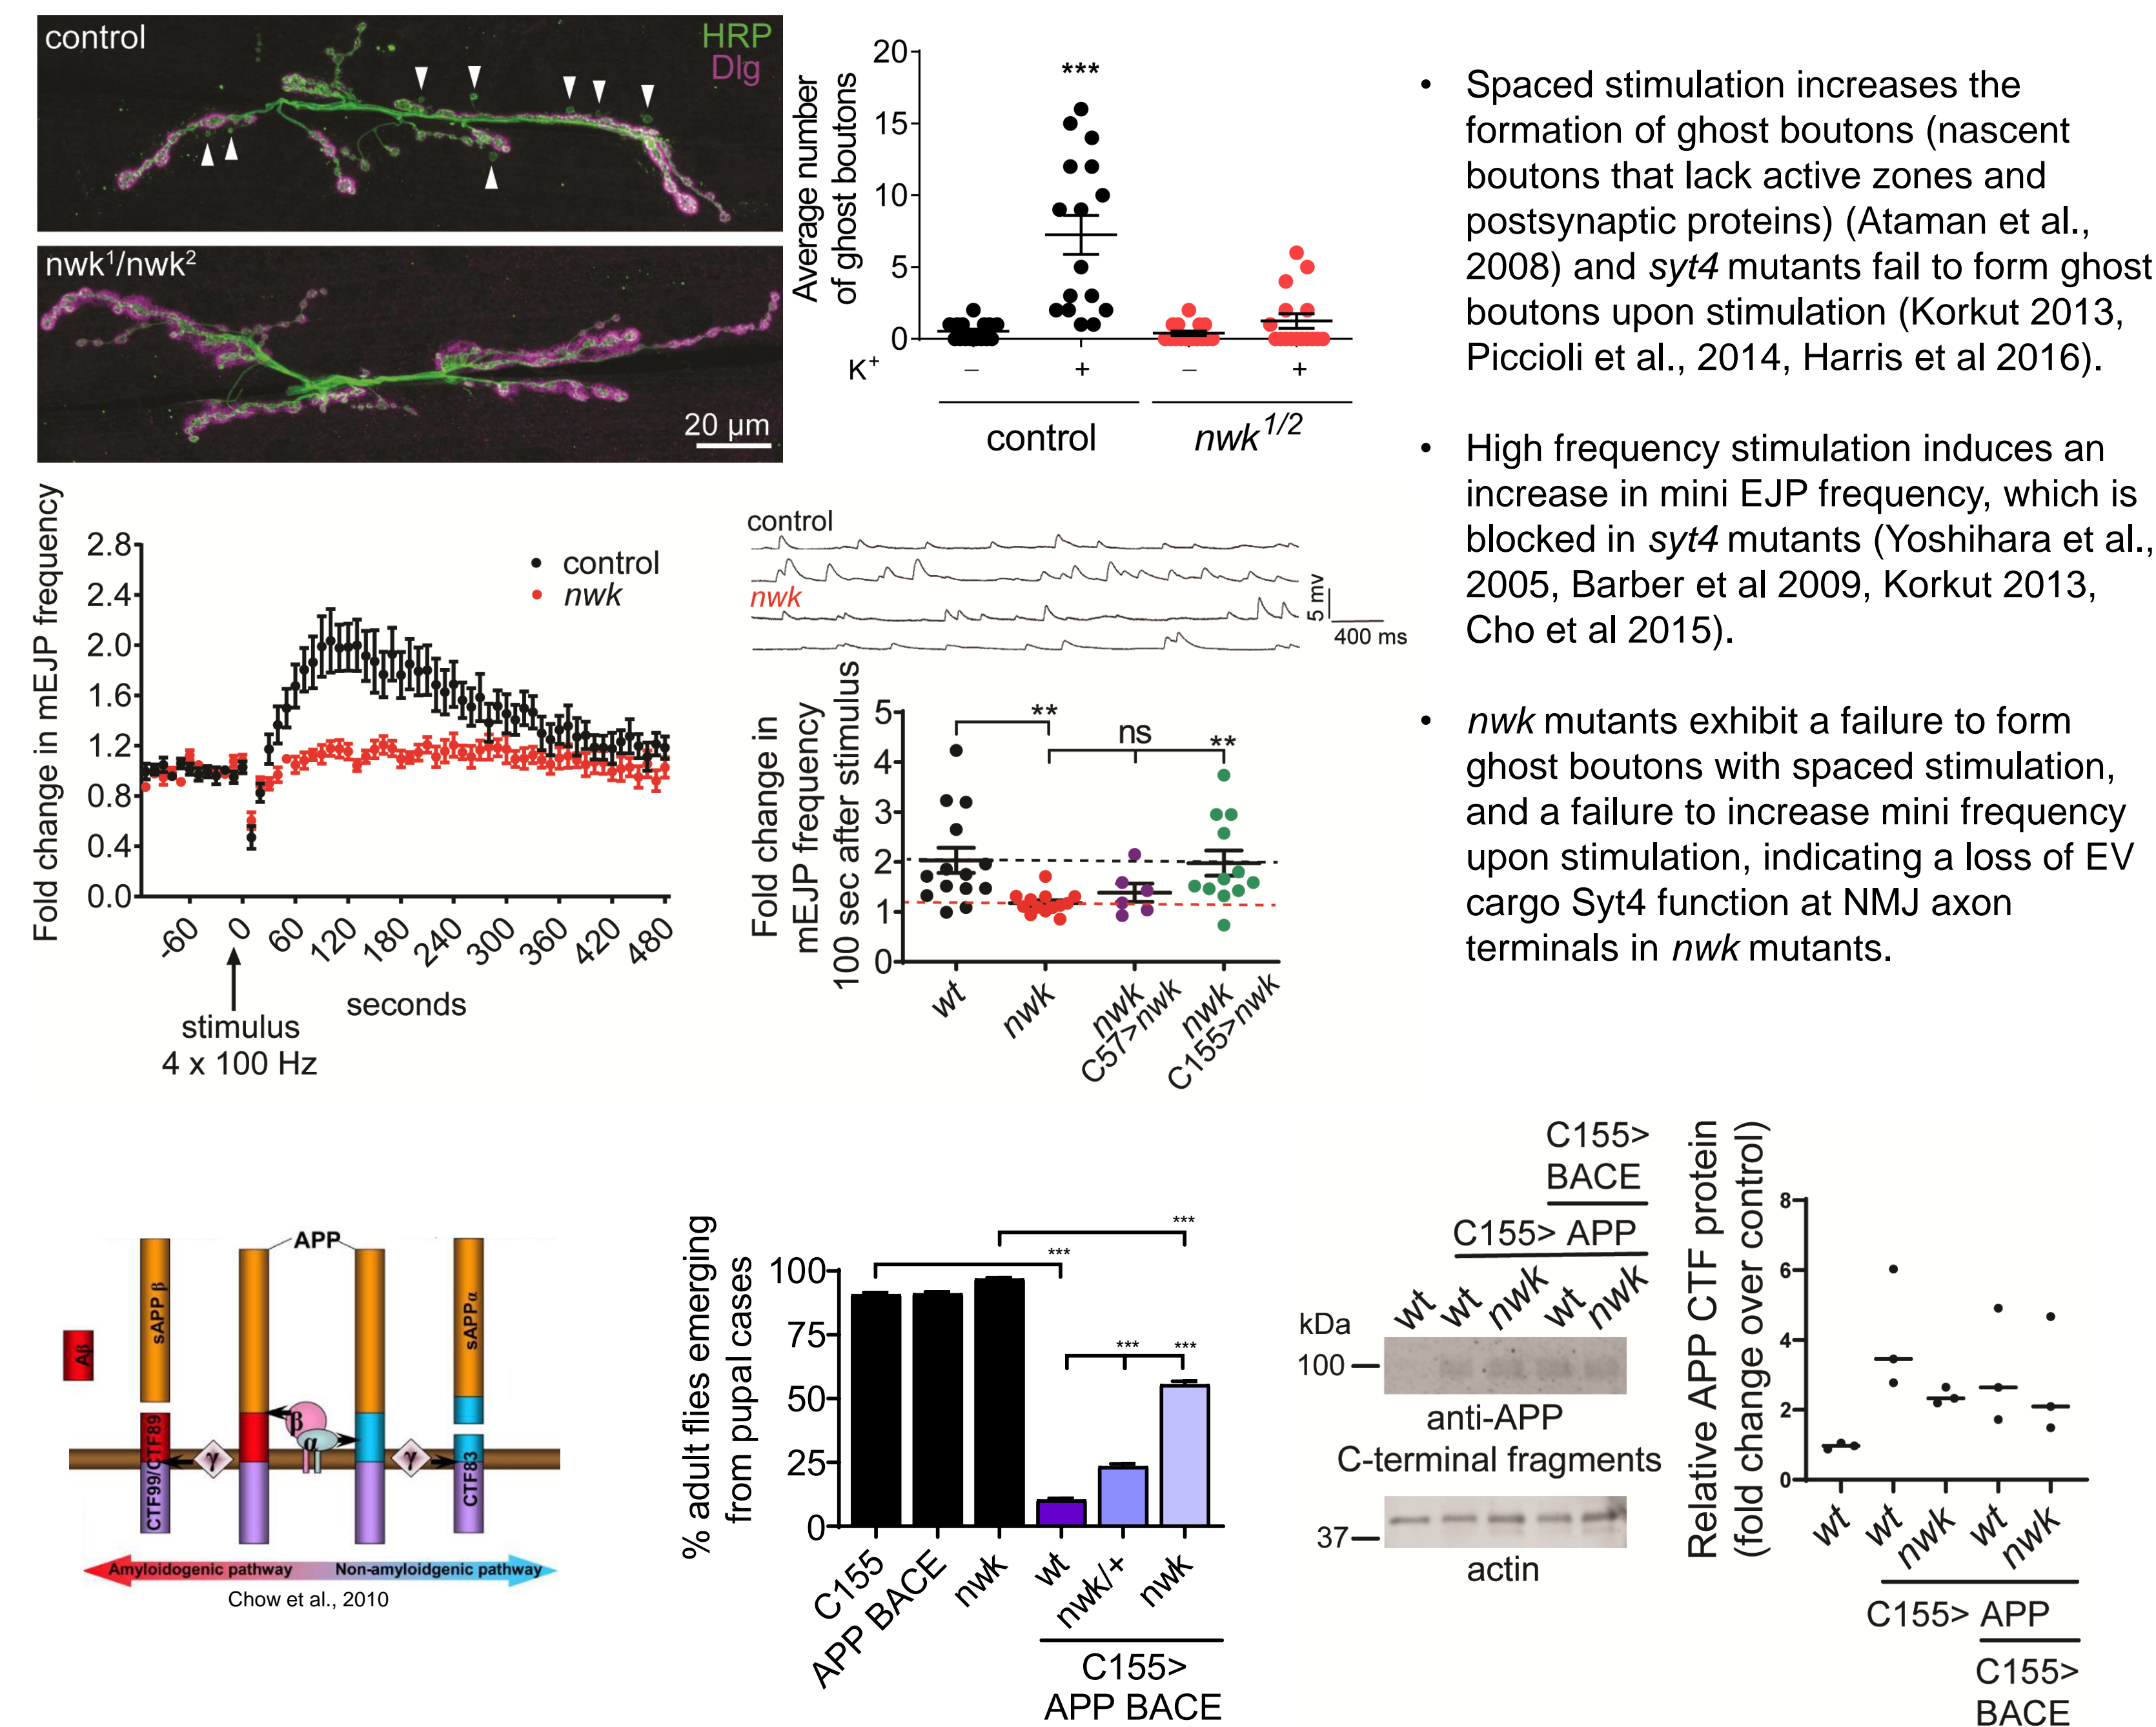 control
HRP
Dlg
nwk1/nwk2
20 µm
Average number
of ghost boutons
20
15
10
5
0
***
K+
– + – +
control
nwk 1/2
• Spaced stimulation increases the
formation of ghost boutons (nascent
boutons that lack active zones and
postsynaptic proteins) (Ataman et al.,
2008) and syt4 mutants fail to form ghost
boutons upon stimulation (Korkut 2013,
Piccioli et al., 2014, Harris et al 2016).
• High frequency stimulation induces an
increase in mini EJP frequency, which is
blocked in syt4 mutants (Yoshihara et al.,
2005, Barber et al 2009, Korkut 2013,
Cho et al 2015).
• nwk mutants exhibit a failure to form
ghost boutons with spaced stimulation,
and a failure to increase mini frequency
upon stimulation, indicating a loss of EV
cargo Syt4 function at NMJ axon
terminals in nwk mutants.
Fold change in mEJP frequency
2.8
2.4
2.0
1.6
1.2
0.8
0.4
0.0
control
nwk
-60 0 60 120 180 240 300 360 420 480
seconds
stimulus
4 x 100 Hz
control
nwk
5 mv
400 ms
Fold change in
mEJP frequency
100 sec after stimulus
5
4
3
2
1
0
**
ns
**
wt
nwk
nwk
C57>nwk
nwk
C155>nwk
APP
sAPP β
sAPPα
Aβ
β
α
γ
γ
CTF99/CTF89
CTF83
Amyloidogenic pathway
Non-amyloidgenic pathway
Chow et al., 2010
% adult flies emerging
from pupal cases
100
75
50
25
0
***
***
***
***
C155
APP BACE
nwk
wt
nwk/+
nwk
C155>
APP BACE
C155>
BACE
C155> APP
wt wt nwk wt nwk
kDa
100
anti-APP
C-terminal fragments
37
actin
Relative APP CTF protein
(fold change over control)
8
6
4
2
0
wt wt nwk wt nwk
C155> APP
C155>
BACE